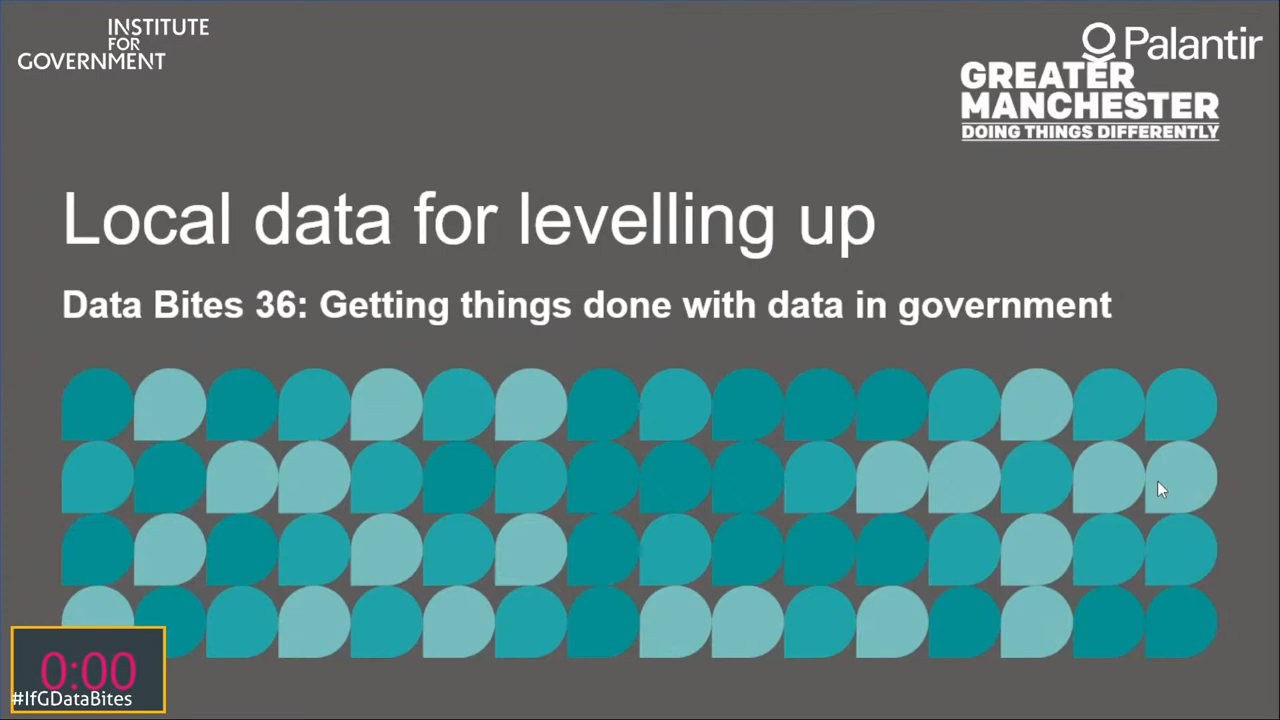 INSTITUTE
FOR
GOVERNMENT
Palantir
GREATER
MANCHESTER
DOING THINGS DIFFERENTLY
Local data for levelling up
Data Bites 36: Getting things done with data in government
0:00
#IfGDataBites